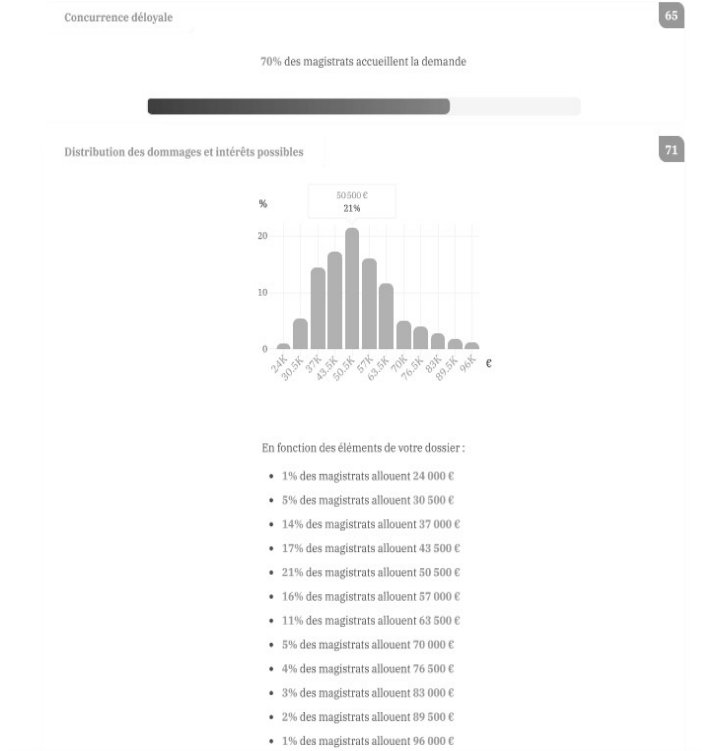 Concurrence déloyale
65
70% des magistrats accueillent la demande
Distribution des dommages et intérêts possibles
71
50 500 €
21%
%
20
10
0
24K 30.5K 37K 43.5K 50.5K 57K 63.5K 70K 76.5K 83K 89.5K 96K €
En fonction des éléments de votre dossier :
• 1% des magistrats allouent 24 000 €
• 5% des magistrats allouent 30 500 €
• 14% des magistrats allouent 37 000 €
• 17% des magistrats allouent 43 500 €
• 21% des magistrats allouent 50 500 €
• 16% des magistrats allouent 57 000 €
• 11% des magistrats allouent 63 500 €
• 5% des magistrats allouent 70 000 €
• 4% des magistrats allouent 76 500 €
• 3% des magistrats allouent 83 000 €
• 2% des magistrats allouent 89 500 €
• 1% des magistrats allouent 96 000 €